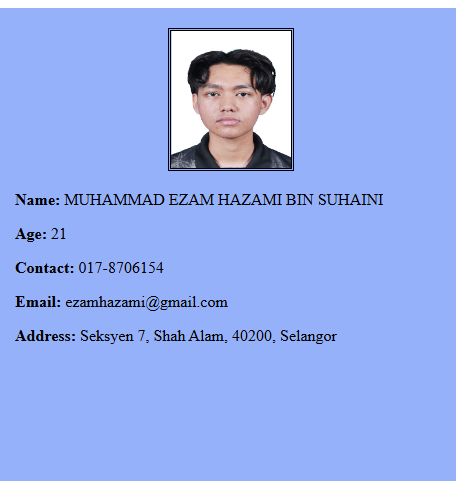 Name: MUHAMMAD EZAM HAZAMI BIN SUHAINI
Age: 21
Contact: 017-8706154
Email: ezamhazami@gmail.com
Address: Seksyen 7, Shah Alam, 40200, Selangor